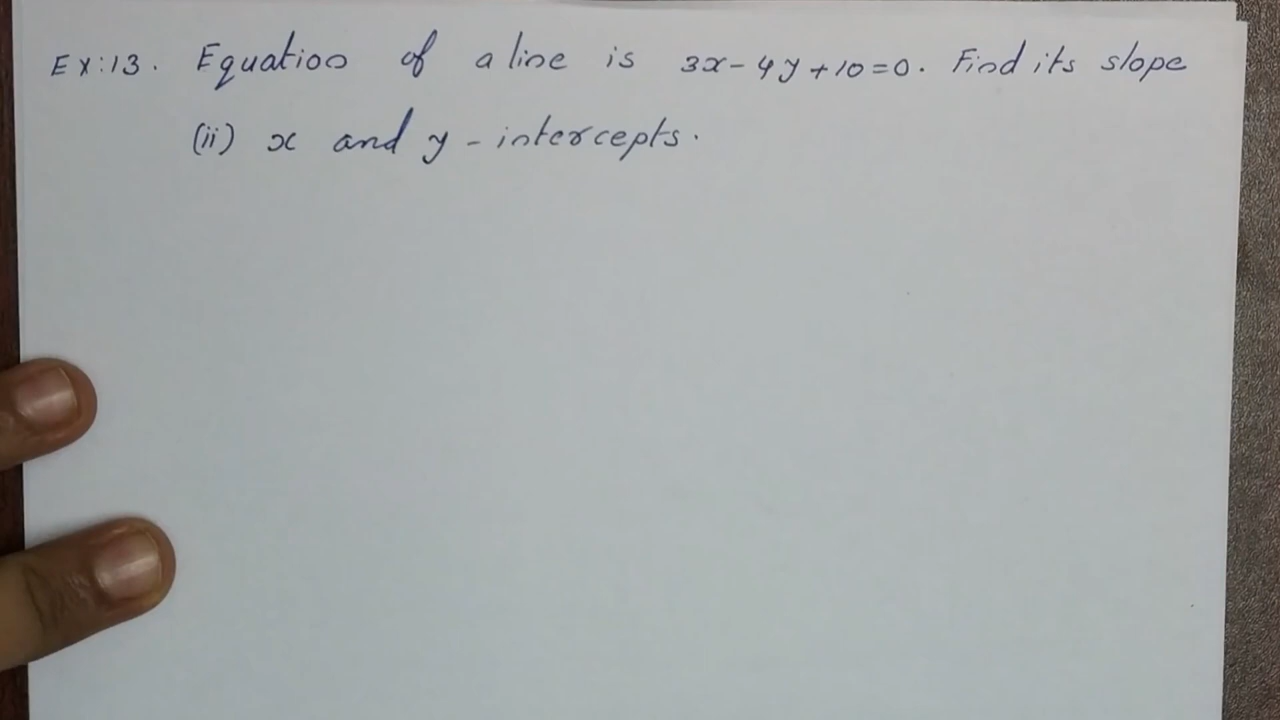 Ex:13. Equation of a line is 3x-4y+10=0. Find its slope
(ii) x and y-intercepts.